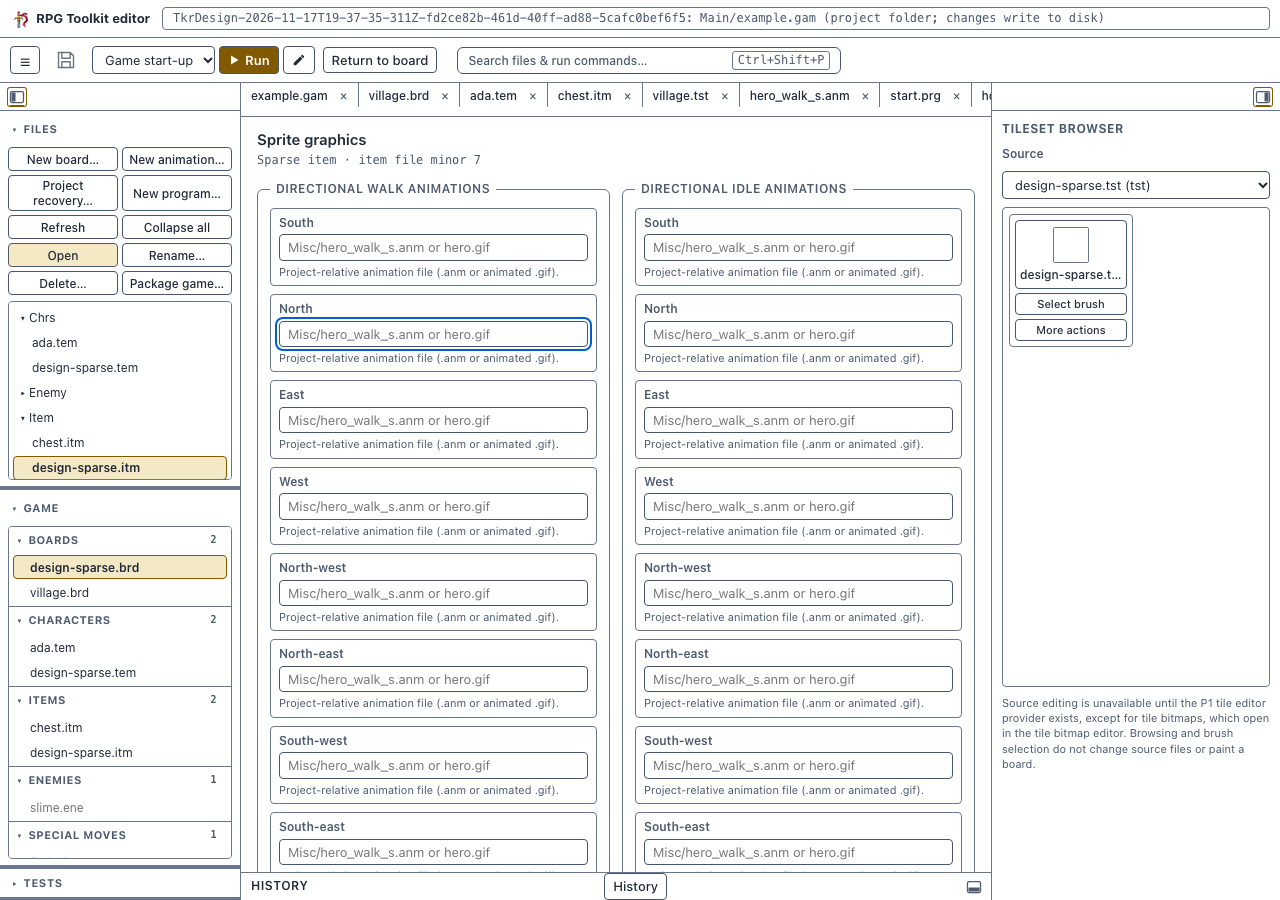 RPG Toolkit editor
TkrDesign-2026-11-17T19-37-35-311Z-fd2ce82b-461d-40ff-ad88-5cafc0bef6f5: Main/example.gam (project folder; changes write to disk)
Game start-up
Run
Return to board
Search files & run commands...
Ctrl+Shift+P
example.gam ×
village.brd ×
ada.tem ×
chest.itm ×
village.tst ×
hero_walk_s.anm ×
start.prg ×
FILES
New board...
New animation...
Project recovery...
New program...
Refresh
Collapse all
Open
Rename...
Delete...
Package game...
Chrs
ada.tem
design-sparse.tem
Enemy
Item
chest.itm
design-sparse.itm
GAME
BOARDS 2
design-sparse.brd
village.brd
CHARACTERS 2
ada.tem
design-sparse.tem
ITEMS 2
chest.itm
design-sparse.itm
ENEMIES 1
slime.ene
SPECIAL MOVES 1
TESTS
Sprite graphics
Sparse item · item file minor 7
DIRECTIONAL WALK ANIMATIONS
South
Misc/hero_walk_s.anm or hero.gif
Project-relative animation file (.anm or animated .gif).
North
Misc/hero_walk_s.anm or hero.gif
Project-relative animation file (.anm or animated .gif).
East
Misc/hero_walk_s.anm or hero.gif
Project-relative animation file (.anm or animated .gif).
West
Misc/hero_walk_s.anm or hero.gif
Project-relative animation file (.anm or animated .gif).
North-west
Misc/hero_walk_s.anm or hero.gif
Project-relative animation file (.anm or animated .gif).
North-east
Misc/hero_walk_s.anm or hero.gif
Project-relative animation file (.anm or animated .gif).
South-west
Misc/hero_walk_s.anm or hero.gif
Project-relative animation file (.anm or animated .gif).
South-east
Misc/hero_walk_s.anm or hero.gif
DIRECTIONAL IDLE ANIMATIONS
South
Misc/hero_walk_s.anm or hero.gif
Project-relative animation file (.anm or animated .gif).
North
Misc/hero_walk_s.anm or hero.gif
Project-relative animation file (.anm or animated .gif).
East
Misc/hero_walk_s.anm or hero.gif
Project-relative animation file (.anm or animated .gif).
West
Misc/hero_walk_s.anm or hero.gif
Project-relative animation file (.anm or animated .gif).
North-west
Misc/hero_walk_s.anm or hero.gif
Project-relative animation file (.anm or animated .gif).
North-east
Misc/hero_walk_s.anm or hero.gif
Project-relative animation file (.anm or animated .gif).
South-west
Misc/hero_walk_s.anm or hero.gif
Project-relative animation file (.anm or animated .gif).
South-east
Misc/hero_walk_s.anm or hero.gif
HISTORY
History
TILESET BROWSER
Source
design-sparse.tst (tst)
design-sparse.t...
Select brush
More actions
Source editing is unavailable until the P1 tile editor
provider exists, except for tile bitmaps, which open
in the tile bitmap editor. Browsing and brush
selection do not change source files or paint a
board.